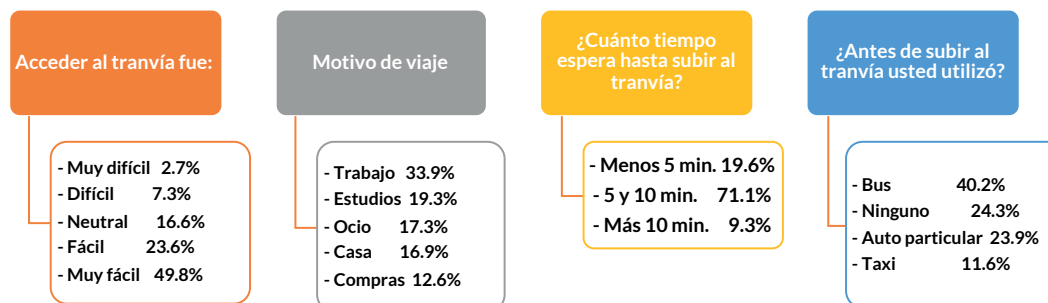 Acceder al tranvía fue:
- Muy difícil 2.7%
- Difícil 7.3%
- Neutral 16.6%
- Fácil 23.6%
- Muy fácil 49.8%
Motivo de viaje
- Trabajo 33.9%
- Estudios 19.3%
- Ocio 17.3%
- Casa 16.9%
- Compras 12.6%
¿Cuánto tiempo
espera hasta subir al
tranvía?
- Menos 5 min. 19.6%
- 5 y 10 min. 71.1%
- Más 10 min. 9.3%
¿Antes de subir al
tranvía usted utilizó?
- Bus 40.2%
- Ninguno 24.3%
- Auto particular 23.9%
- Taxi 11.6%